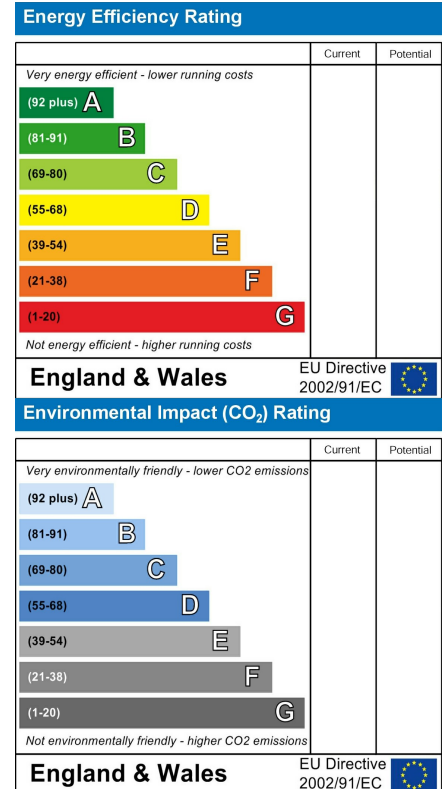 Energy Efficiency Rating
Current Potential
Very energy efficient - lower running costs
(92 plus) A
(81-91) B
(69-80) C
(55-68) D
(39-54) E
(21-38) F
(1-20) G
Not energy efficient - higher running costs
England & Wales
EU Directive
2002/91/EC
Environmental Impact (CO₂) Rating
Current Potential
Very environmentally friendly - lower CO2 emissions
(92 plus) A
(81-91) B
(69-80) C
(55-68) D
(39-54) E
(21-38) F
(1-20) G
Not environmentally friendly - higher CO2 emissions
England & Wales
EU Directive
2002/91/EC